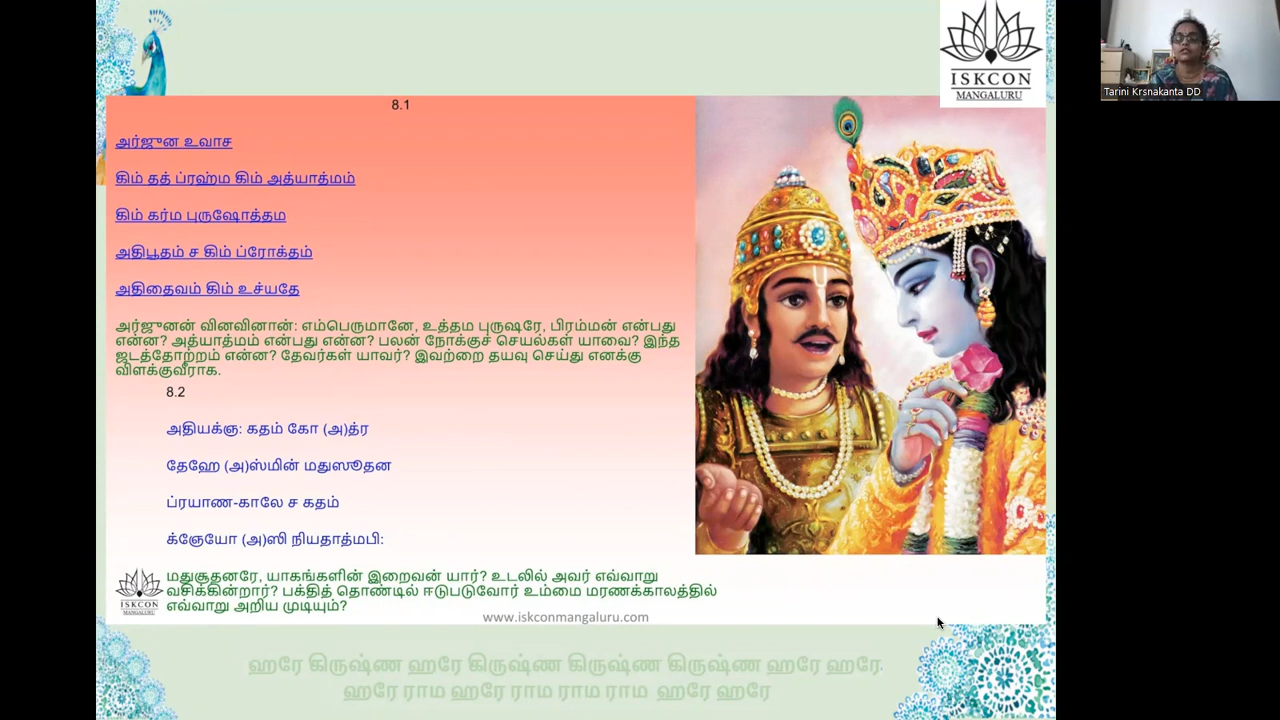 ISKCON
MANGALURU
Tarini Krsnakanta DD
8.1
அர்ஜுன உவாச
கிம் தத் ப்ரஹ்ம கிம் அத்யாத்மம்
கிம் கர்ம புருஷோத்தம
அதிபூதம் ச கிம் ப்ரோக்தம்
அதிதைவம் கிம் உச்யதே
அர்ஜுனன் வினவினான்: எம்பெருமானே, உத்தம புருஷரே, பிரம்மன் என்பது
என்ன? அத்யாத்மம் என்பது என்ன? பலன் நோக்குச் செயல்கள் யாவை? இந்த
ஜடத்தோற்றம் என்ன? தேவர்கள் யாவர்? இவற்றை தயவு செய்து எனக்கு
விளக்குவீராக.
8.2
அதியக்ஞ: கதம் கோ (அ)த்ர
தேஹே (அ)ஸ்மின் மதுஸூதன
ப்ரயாண-காலே ச கதம்
க்ஞேயோ (அ)ஸி நியதாத்மபி:
மதுசூதனரே, யாகங்களின் இறைவன் யார்? உடலில் அவர் எவ்வாறு
வசிக்கின்றார்? பக்தித் தொண்டில் ஈடுபடுவோர் உம்மை மரணக்காலத்தில்
எவ்வாறு அறிய முடியும்?
ISKCON
MANGALURU
www.iskconmangaluru.com
ஹரே கிருஷ்ண ஹரே கிருஷ்ண கிருஷ்ண கிருஷ்ண ஹரே ஹரே
ஹரே ராம ஹரே ராம ராம ராம ஹரே ஹரே